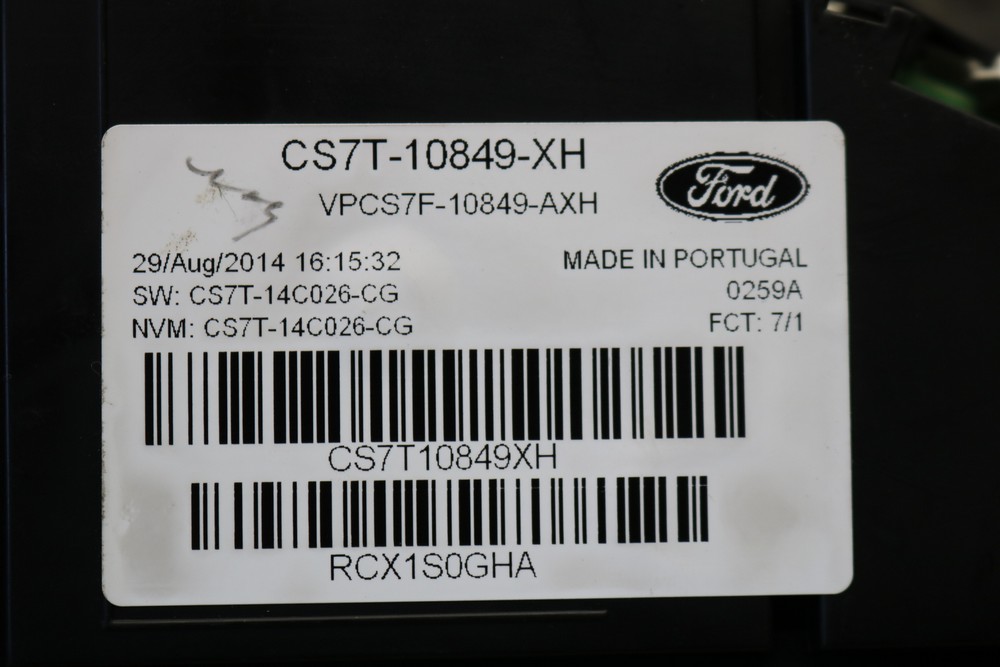 CS7T-10849-XH
VPCS7F-10849-AXH
Ford
29/Aug/2014 16:15:32
MADE IN PORTUGAL
SW: CS7T-14C026-CG
0259A
NVM: CS7T-14C026-CG
FCT: 7/1
CS7T10849XH
RCX1S0GHA